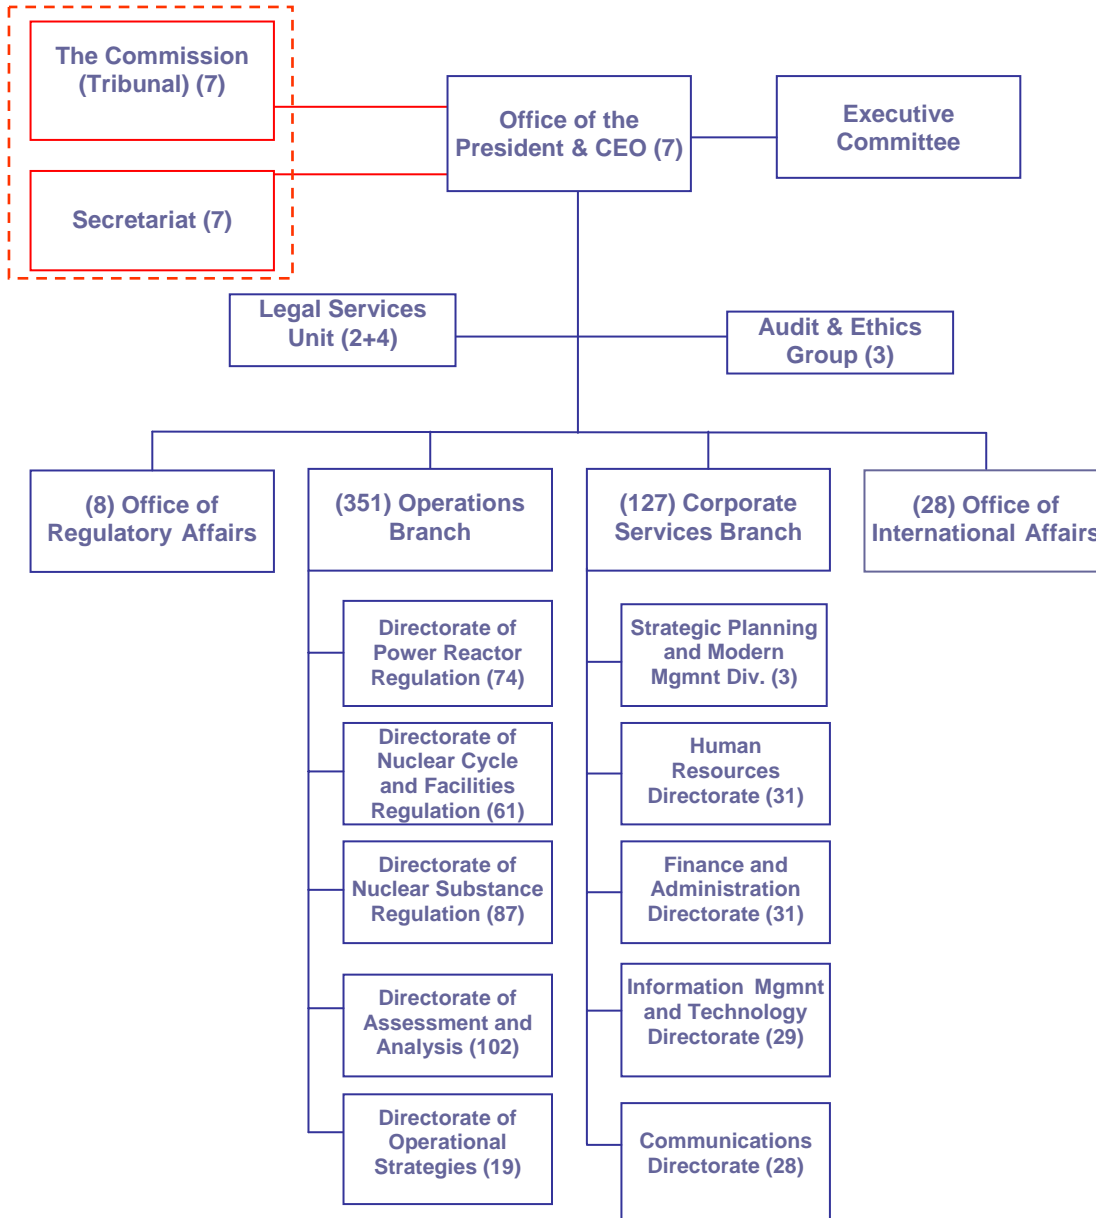 The Commission
(Tribunal) (7)
Office of the
President & CEO (7)
Executive
Committee
Secretariat (7)
Legal Services
Unit (2+4)
Audit & Ethics
Group (3)
(8) Office of
Regulatory Affairs
(351) Operations
Branch
(127) Corporate
Services Branch
(28) Office of
International Affairs
Directorate of
Power Reactor
Regulation (74)
Directorate of
Nuclear Cycle
and Facilities
Regulation (61)
Directorate of
Nuclear Substance
Regulation (87)
Directorate of
Assessment and
Analysis (102)
Directorate of
Operational
Strategies (19)
Strategic Planning
and Modern
Mgmnt Div. (3)
Human
Resources
Directorate (31)
Finance and
Administration
Directorate (31)
Information Mgmnt
and Technology
Directorate (29)
Communications
Directorate (28)